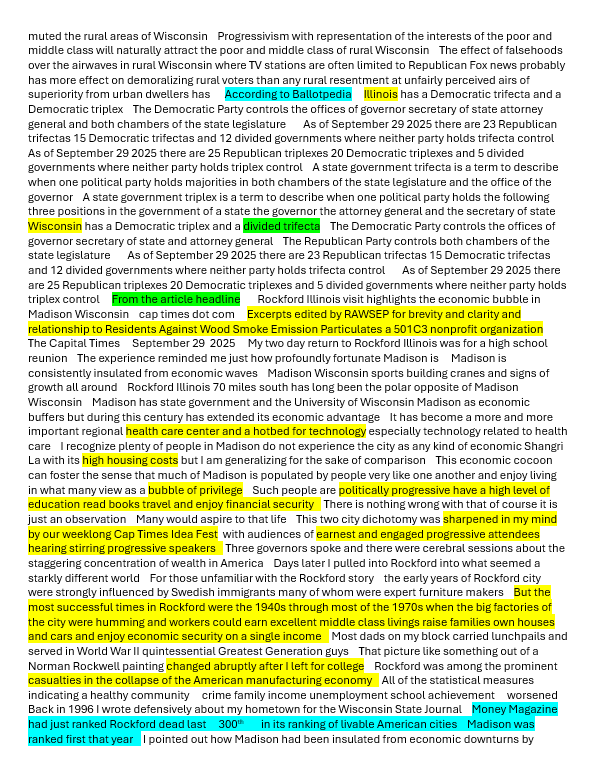 muted the rural areas of Wisconsin Progressivism with representation of the interests of the poor and
middle class will naturally attract the poor and middle class of rural Wisconsin The effect of falsehoods
over the airwaves in rural Wisconsin where TV stations are often limited to Republican Fox news probably
has more effect on demoralizing rural voters than any rural resentment at unfairly perceived airs of
superiority from urban dwellers has According to Ballotpedia Illinois has a Democratic trifecta and a
Democratic triplex The Democratic Party controls the offices of governor secretary of state attorney
general and both chambers of the state legislature As of September 29 2025 there are 23 Republican
trifectas 15 Democratic trifectas and 12 divided governments where neither party holds trifecta control
As of September 29 2025 there are 25 Republican triplexes 20 Democratic triplexes and 5 divided
governments where neither party holds triplex control A state government trifecta is a term to describe
when one political party holds majorities in both chambers of the state legislature and the office of the
governor A state government triplex is a term to describe when one political party holds the following
three positions in the government of a state the governor the attorney general and the secretary of state
Wisconsin has a Democratic triplex and a divided trifecta The Democratic Party controls the offices of
governor secretary of state and attorney general The Republican Party controls both chambers of the
state legislature As of September 29 2025 there are 23 Republican trifectas 15 Democratic trifectas
and 12 divided governments where neither party holds trifecta control As of September 29 2025 there
are 25 Republican triplexes 20 Democratic triplexes and 5 divided governments where neither party holds
triplex control From the article headline Rockford Illinois visit highlights the economic bubble in
Madison Wisconsin cap times dot com Excerpts edited by RAWSEP for brevity and clarity and
relationship to Residents Against Wood Smoke Emission Particulates a 501C3 nonprofit organization
The Capital Times September 29 2025 My two day return to Rockford Illinois was for a high school
reunion The experience reminded me just how profoundly fortunate Madison is Madison is
consistently insulated from economic waves Madison Wisconsin sports building cranes and signs of
growth all around Rockford Illinois 70 miles south has long been the polar opposite of Madison
Wisconsin Madison has state government and the University of Wisconsin Madison as economic
buffers but during this century has extended its economic advantage It has become a more and more
important regional health care center and a hotbed for technology especially technology related to health
care I recognize plenty of people in Madison do not experience the city as any kind of economic Shangri
La with its high housing costs but I am generalizing for the sake of comparison This economic cocoon
can foster the sense that much of Madison is populated by people very like one another and enjoy living
in what many view as a bubble of privilege Such people are politically progressive have a high level of
education read books travel and enjoy financial security There is nothing wrong with that of course it is
just an observation Many would aspire to that life This two city dichotomy was sharpened in my mind
by our weeklong Cap Times Idea Fest with audiences of earnest and engaged progressive attendees
hearing stirring progressive speakers Three governors spoke and there were cerebral sessions about the
staggering concentration of wealth in America Days later I pulled into Rockford into what seemed a
starkly different world For those unfamiliar with the Rockford story the early years of Rockford city
were strongly influenced by Swedish immigrants many of whom were expert furniture makers But the
most successful times in Rockford were the 1940s through most of the 1970s when the big factories of
the city were humming and workers could earn excellent middle class livings raise families own houses
and cars and enjoy economic security on a single income Most dads on my block carried lunchpails and
served in World War II quintessential Greatest Generation guys That picture like something out of a
Norman Rockwell painting changed abruptly after I left for college Rockford was among the prominent
casualties in the collapse of the American manufacturing economy All of the statistical measures
indicating a healthy community crime family income unemployment school achievement worsened
Back in 1996 I wrote defensively about my hometown for the Wisconsin State Journal Money Magazine
had just ranked Rockford dead last 300th in its ranking of livable American cities Madison was
ranked first that year I pointed out how Madison had been insulated from economic downturns by